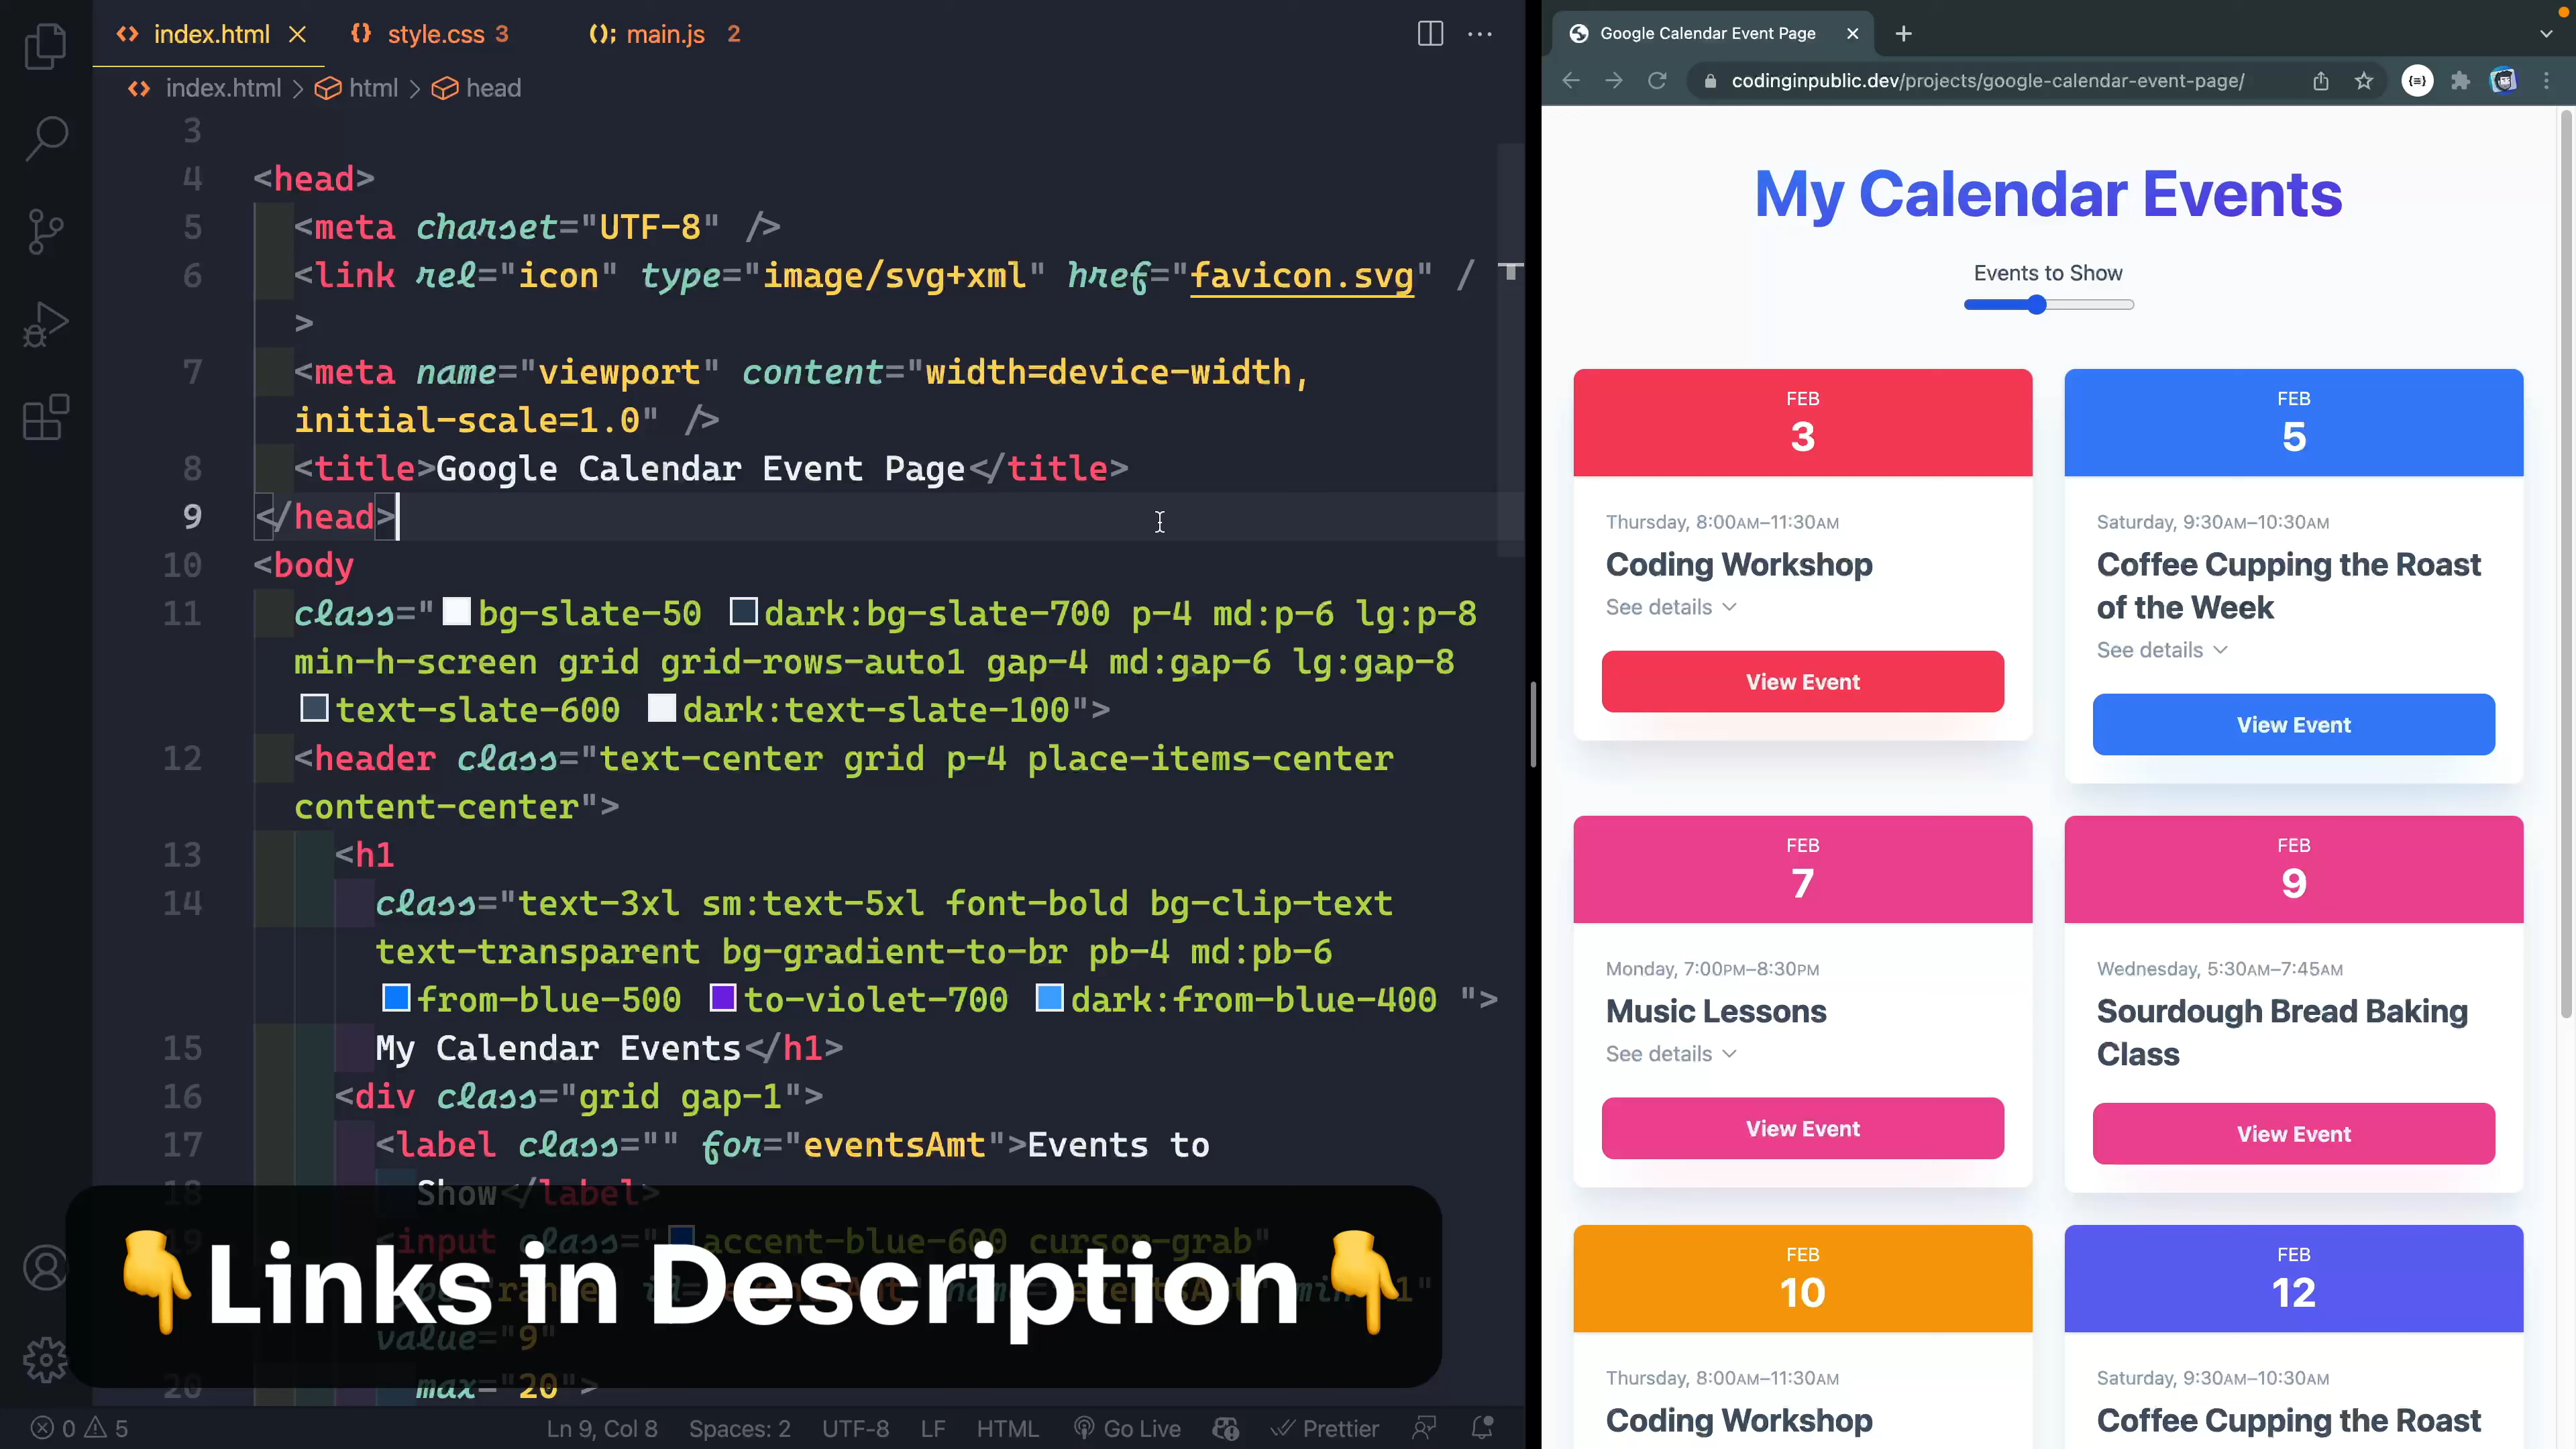 index.html
style.css 3
main.js 2
index.html > html > head
3
4 <head>
5 <meta charset="UTF-8" />
6 <link rel="icon" type="image/svg+xml" href="favicon.svg" /
>
7 <meta name="viewport" content="width=device-width,
initial-scale=1.0" />
8 <title>Google Calendar Event Page</title>
9 </head>
10 <body
11 class="bg-slate-50 dark:bg-slate-700 p-4 md:p-6 lg:p-8
min-h-screen grid grid-rows-auto1 gap-4 md:gap-6 lg:gap-8
text-slate-600 dark:text-slate-100">
12 <header class="text-center grid p-4 place-items-center
content-center">
13 <h1
14 class="text-3xl sm:text-5xl font-bold bg-clip-text
text-transparent bg-gradient-to-br pb-4 md:pb-6
from-blue-500 to-violet-700 dark:from-blue-400 ">
15 My Calendar Events</h1>
16 <div class="grid gap-1">
17 <label class="" for="eventsAmt">Events to
18 Show</label>
19 <input class="accent-blue-600 cursor-grab"
value="9"
20 max="20">
👇Links in Description👇
0 5
Ln 9, Col 8
Spaces: 2
UTF-8
LF
HTML
Go Live
Prettier
Google Calendar Event Page
codinginpublic.dev/projects/google-calendar-event-page/
My Calendar Events
Events to Show
FEB
3
Thursday, 8:00AM–11:30AM
Coding Workshop
See details
View Event
FEB
5
Saturday, 9:30AM–10:30AM
Coffee Cupping the Roast
of the Week
See details
View Event
FEB
7
Monday, 7:00PM–8:30PM
Music Lessons
See details
View Event
FEB
9
Wednesday, 5:30AM–7:45AM
Sourdough Bread Baking
Class
View Event
FEB
10
Thursday, 8:00AM–11:30AM
Coding Workshop
FEB
12
Saturday, 9:30AM–10:30AM
Coffee Cupping the Roast